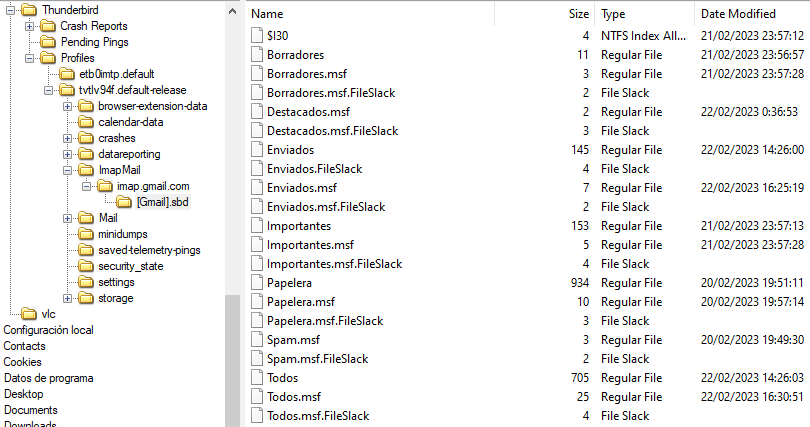 Thunderbird
Crash Reports
Pending Pings
Profiles
etb0imtp.default
tvtlv94f.default-release
browser-extension-data
calendar-data
crashes
datareporting
ImapMail
imap.gmail.com
[Gmail].sbd
Mail
minidumps
saved-telemetry-pings
security_state
settings
storage
vlc
Configuración local
Contacts
Cookies
Datos de programa
Desktop
Documents
Downloads
Name Size Type Date Modified
$I30 4 NTFS Index All... 21/02/2023 23:57:12
Borradores 11 Regular File 21/02/2023 23:56:57
Borradores.msf 3 Regular File 21/02/2023 23:57:28
Borradores.msf.FileSlack 2 File Slack
Destacados.msf 2 Regular File 22/02/2023 0:36:53
Destacados.msf.FileSlack 3 File Slack
Enviados 145 Regular File 22/02/2023 14:26:00
Enviados.FileSlack 4 File Slack
Enviados.msf 7 Regular File 22/02/2023 16:25:19
Enviados.msf.FileSlack 2 File Slack
Importantes 153 Regular File 21/02/2023 23:57:13
Importantes.msf 5 Regular File 21/02/2023 23:57:28
Importantes.msf.FileSlack 4 File Slack
Papelera 934 Regular File 20/02/2023 19:51:11
Papelera.msf 10 Regular File 20/02/2023 19:57:14
Papelera.msf.FileSlack 3 File Slack
Spam.msf 3 Regular File 20/02/2023 19:49:30
Spam.msf.FileSlack 2 File Slack
Todos 705 Regular File 22/02/2023 14:26:03
Todos.msf 25 Regular File 22/02/2023 16:30:51
Todos.msf.FileSlack 4 File Slack